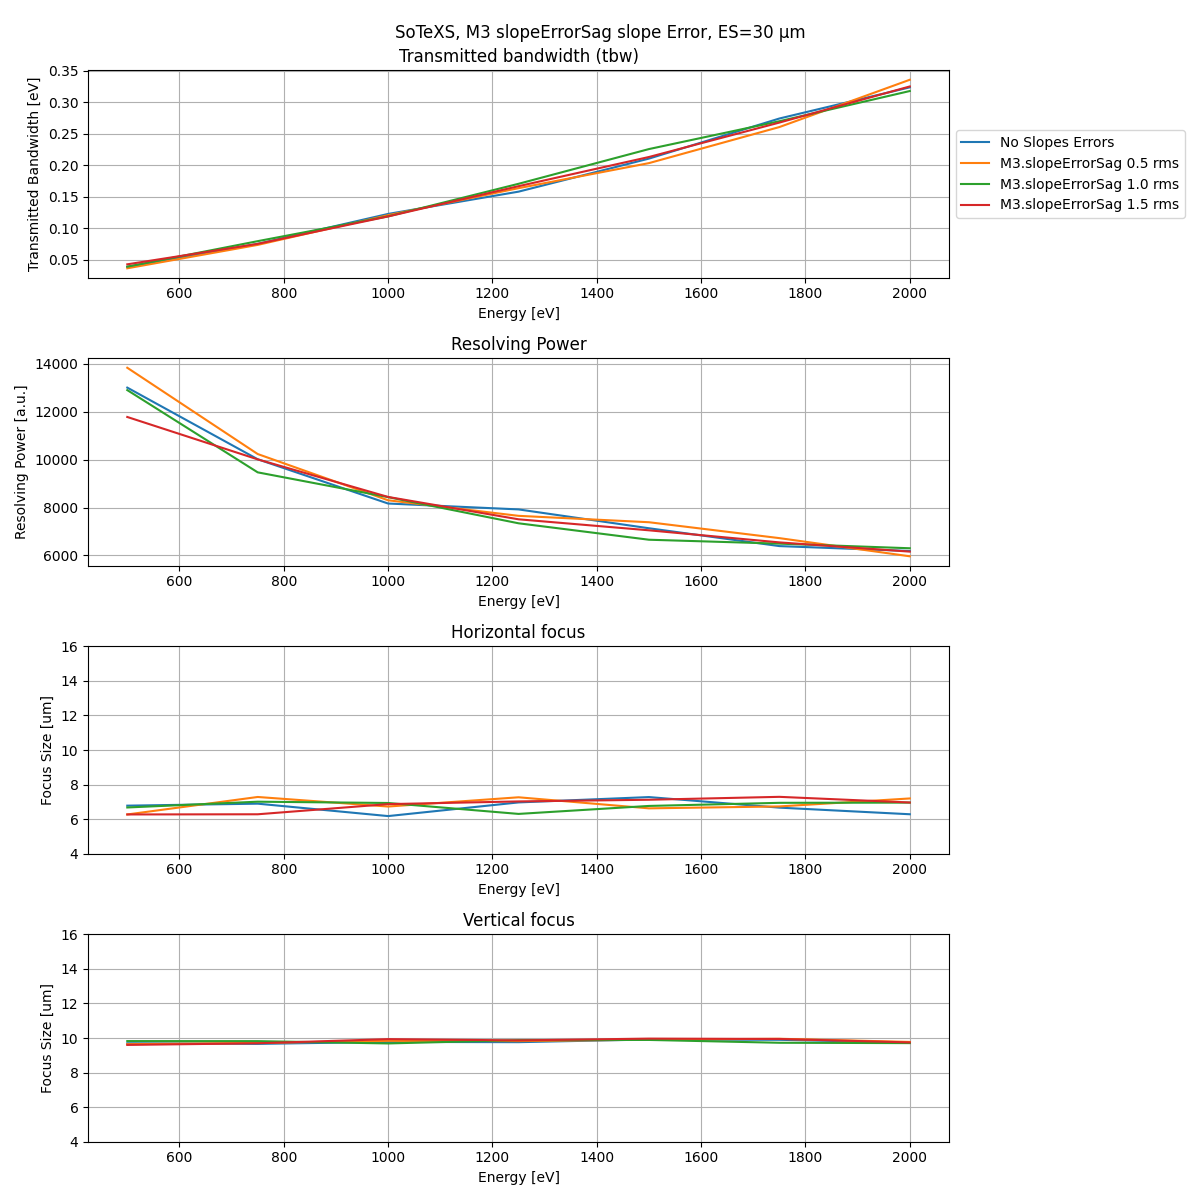 SoTeXS, M3 slopeErrorSag slope Error, ES=30 µm
Transmitted bandwidth (tbw)
0.35
0.30
0.25
0.20
0.15
0.10
0.05
Transmitted Bandwidth [eV]
600 800 1000 1200 1400 1600 1800 2000
Energy [eV]
No Slopes Errors
M3.slopeErrorSag 0.5 rms
M3.slopeErrorSag 1.0 rms
M3.slopeErrorSag 1.5 rms
Resolving Power
14000
12000
10000
8000
6000
Resolving Power [a.u.]
600 800 1000 1200 1400 1600 1800 2000
Energy [eV]
Horizontal focus
16
14
12
10
8
6
4
Focus Size [um]
600 800 1000 1200 1400 1600 1800 2000
Energy [eV]
Vertical focus
16
14
12
10
8
6
4
Focus Size [um]
600 800 1000 1200 1400 1600 1800 2000
Energy [eV]